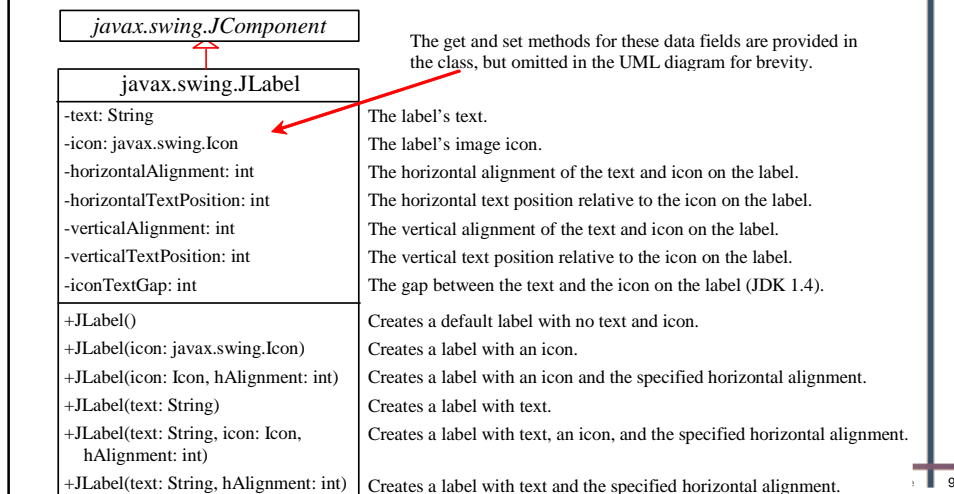 javax.swing.JComponent
The get and set methods for these data fields are provided in
the class, but omitted in the UML diagram for brevity.
javax.swing.JLabel
-text: String
The label's text.
-icon: javax.swing.Icon
The label's image icon.
-horizontalAlignment: int
The horizontal alignment of the text and icon on the label.
-horizontalTextPosition: int
The horizontal text position relative to the icon on the label.
-verticalAlignment: int
The vertical alignment of the text and icon on the label.
-verticalTextPosition: int
The vertical text position relative to the icon on the label.
-iconTextGap: int
The gap between the text and the icon on the label (JDK 1.4).
+JLabel()
Creates a default label with no text and icon.
+JLabel(icon: javax.swing.Icon)
Creates a label with an icon.
+JLabel(icon: Icon, hAlignment: int)
Creates a label with an icon and the specified horizontal alignment.
+JLabel(text: String)
Creates a label with text.
+JLabel(text: String, icon: Icon,
hAlignment: int)
Creates a label with text, an icon, and the specified horizontal alignment.
+JLabel(text: String, hAlignment: int)
Creates a label with text and the specified horizontal alignment.
9